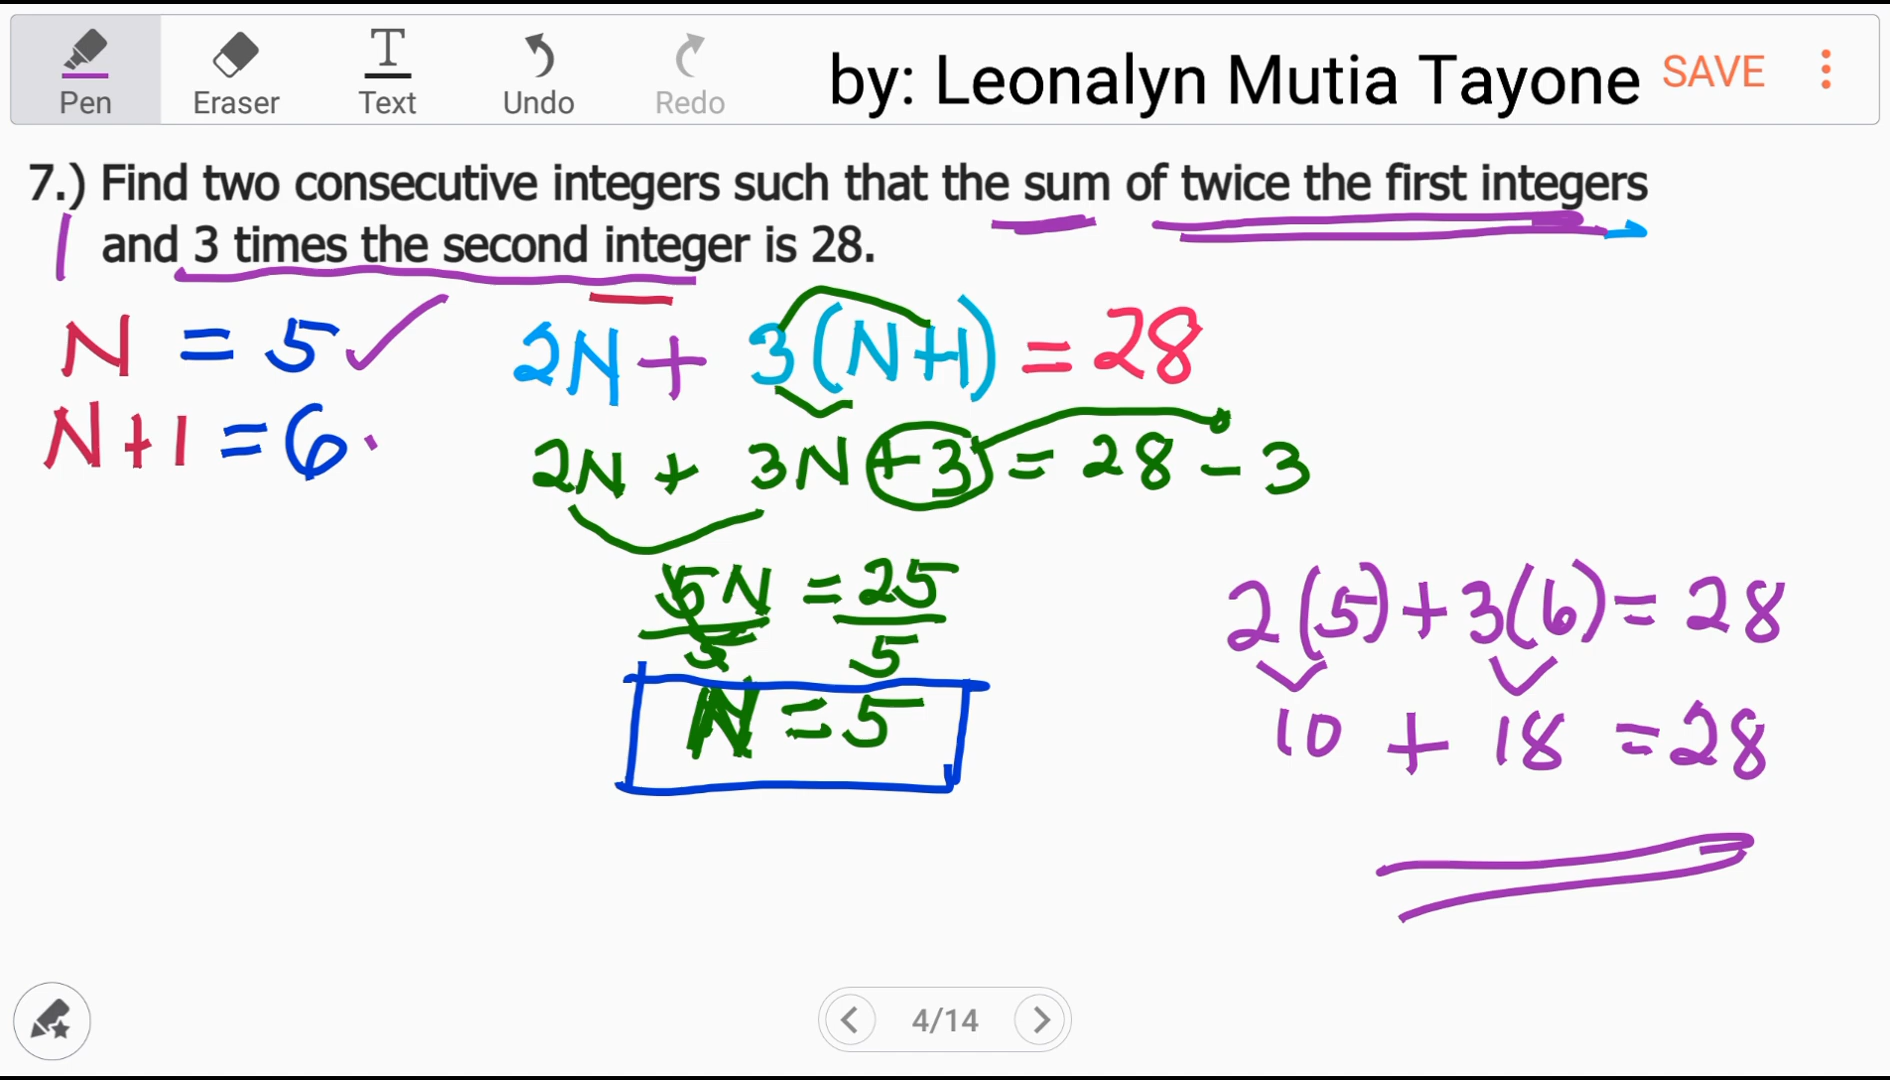 Pen Eraser Text Undo Redo by: Leonalyn Mutia Tayone SAVE
7.) Find two consecutive integers such that the sum of twice the first integers
and 3 times the second integer is 28.
N = 5
2N + 3(N+1) = 28
N+1 = 6
2N + 3N +3 = 28 - 3
5N = 25
5 5
N = 5
2(5)+3(6)=28
10 + 18 = 28
4/14